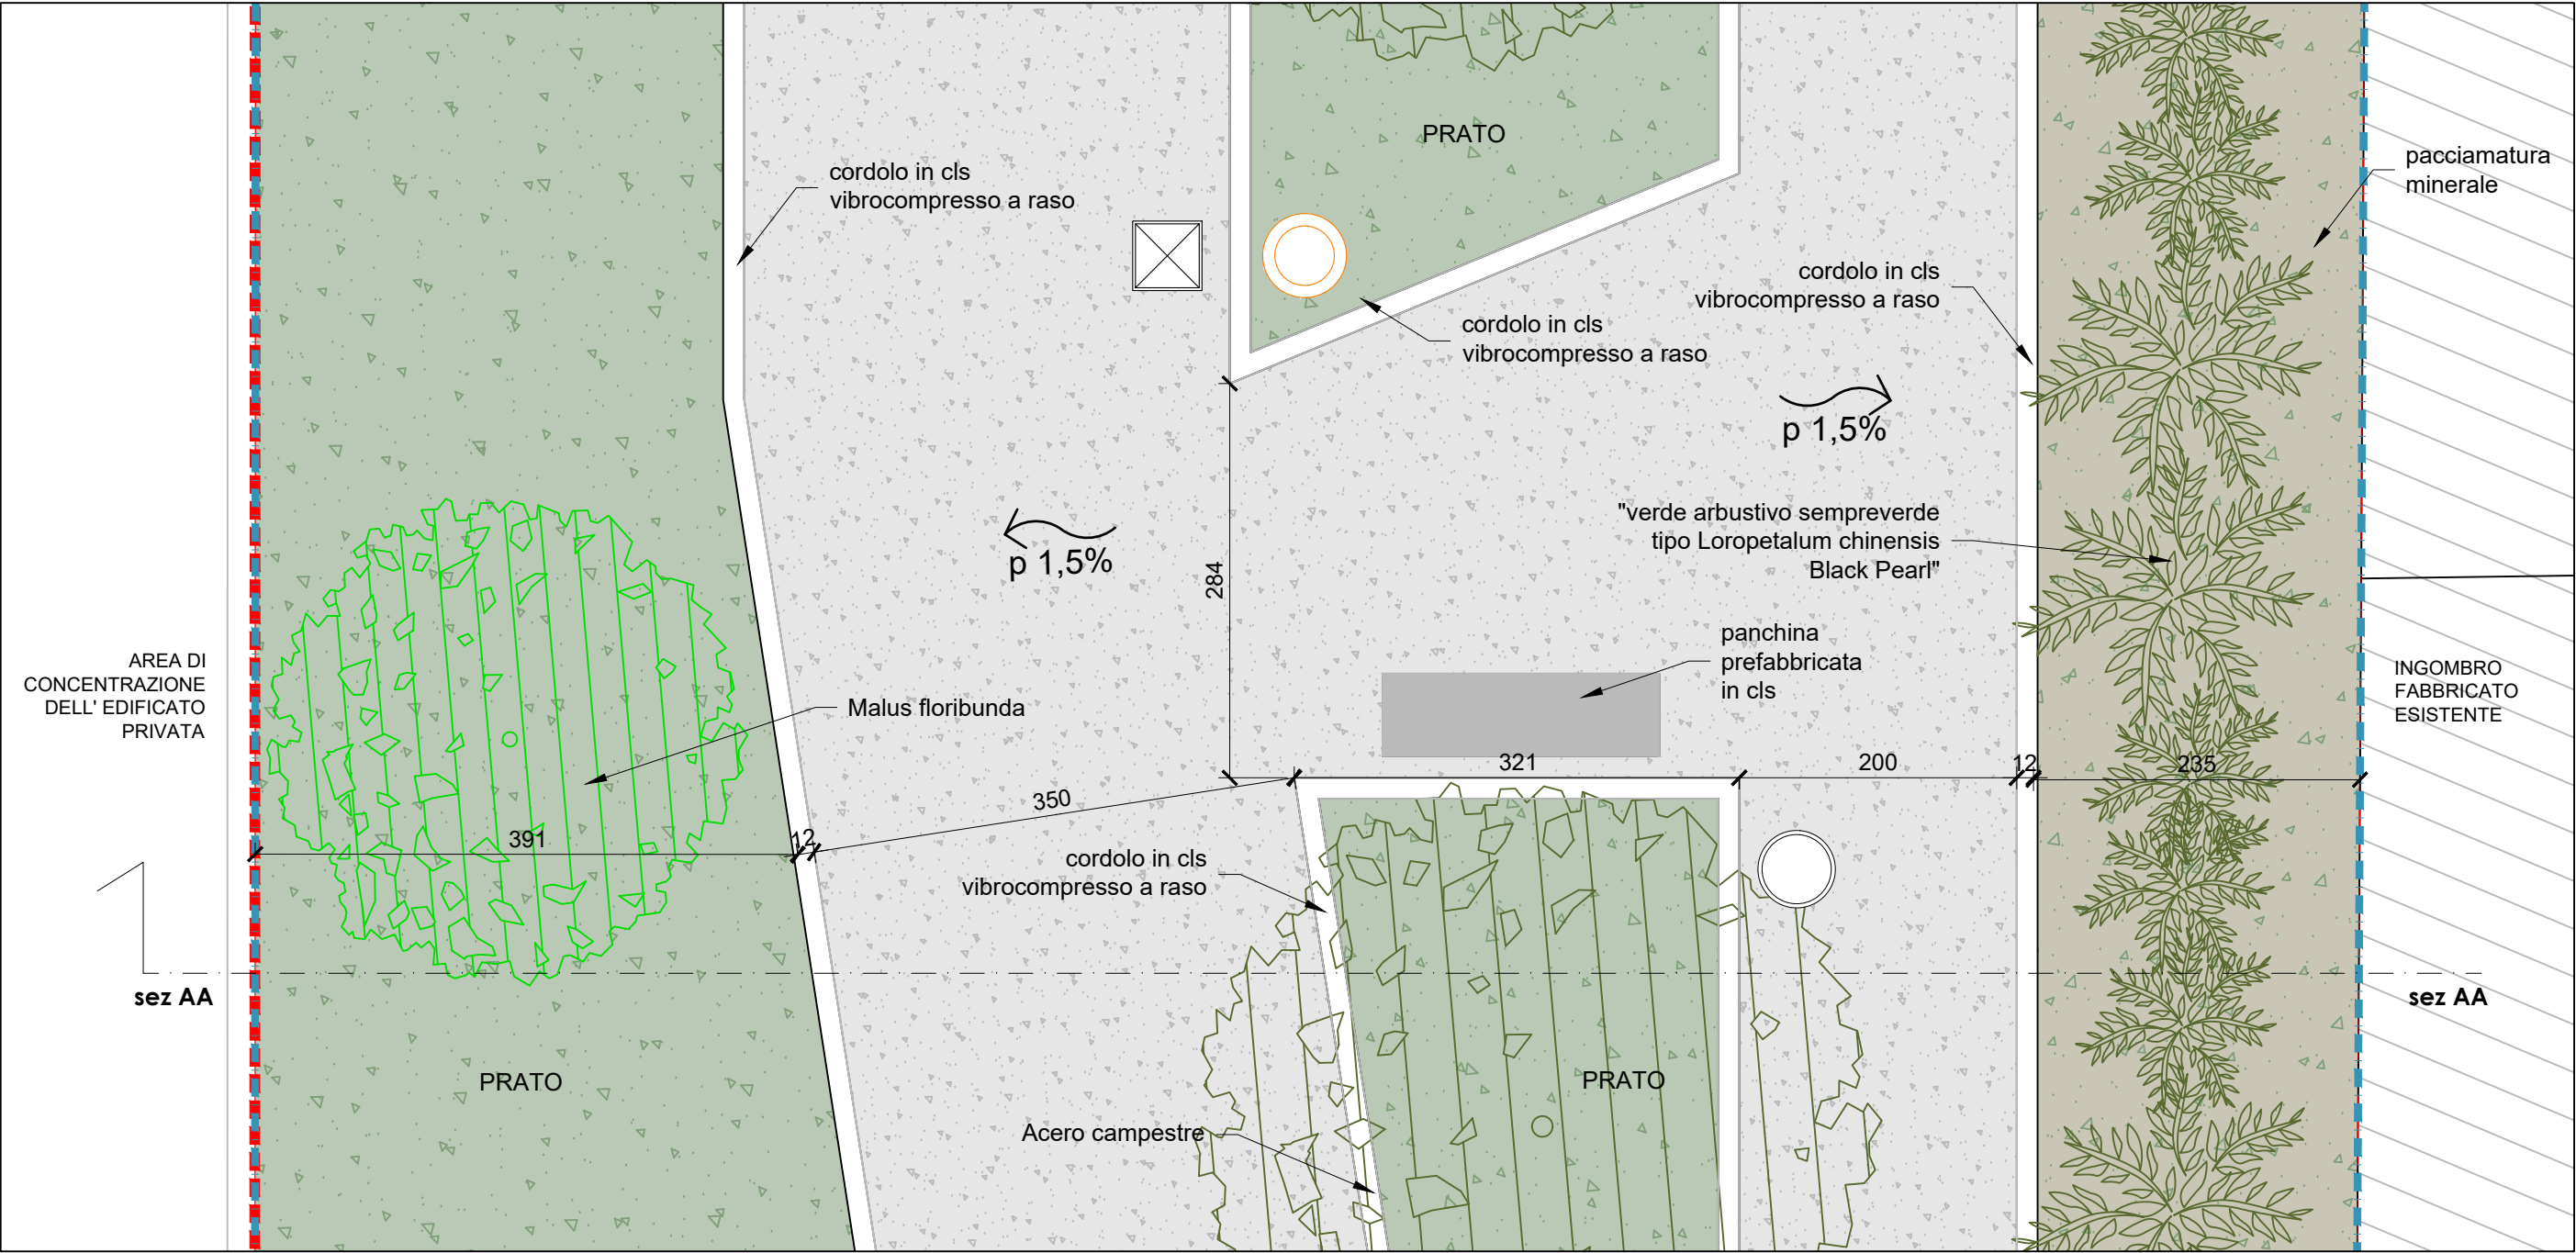 PRATO
cordolo in cls
vibrocompresso a raso
pacciamatura
minerale
cordolo in cls
vibrocompresso a raso
cordolo in cls
vibrocompresso a raso
p 1,5%
p 1,5%
"verde arbustivo sempreverde
tipo Loropetalum chinensis
Black Pearl"
284
panchina
prefabbricata
in cls
AREA DI
CONCENTRAZIONE
DELL' EDIFICATO
PRIVATA
Malus floribunda
INGOMBRO
FABBRICATO
ESISTENTE
321
200
12
235
350
391
12
cordolo in cls
vibrocompresso a raso
sez AA
sez AA
PRATO
PRATO
Acero campestre